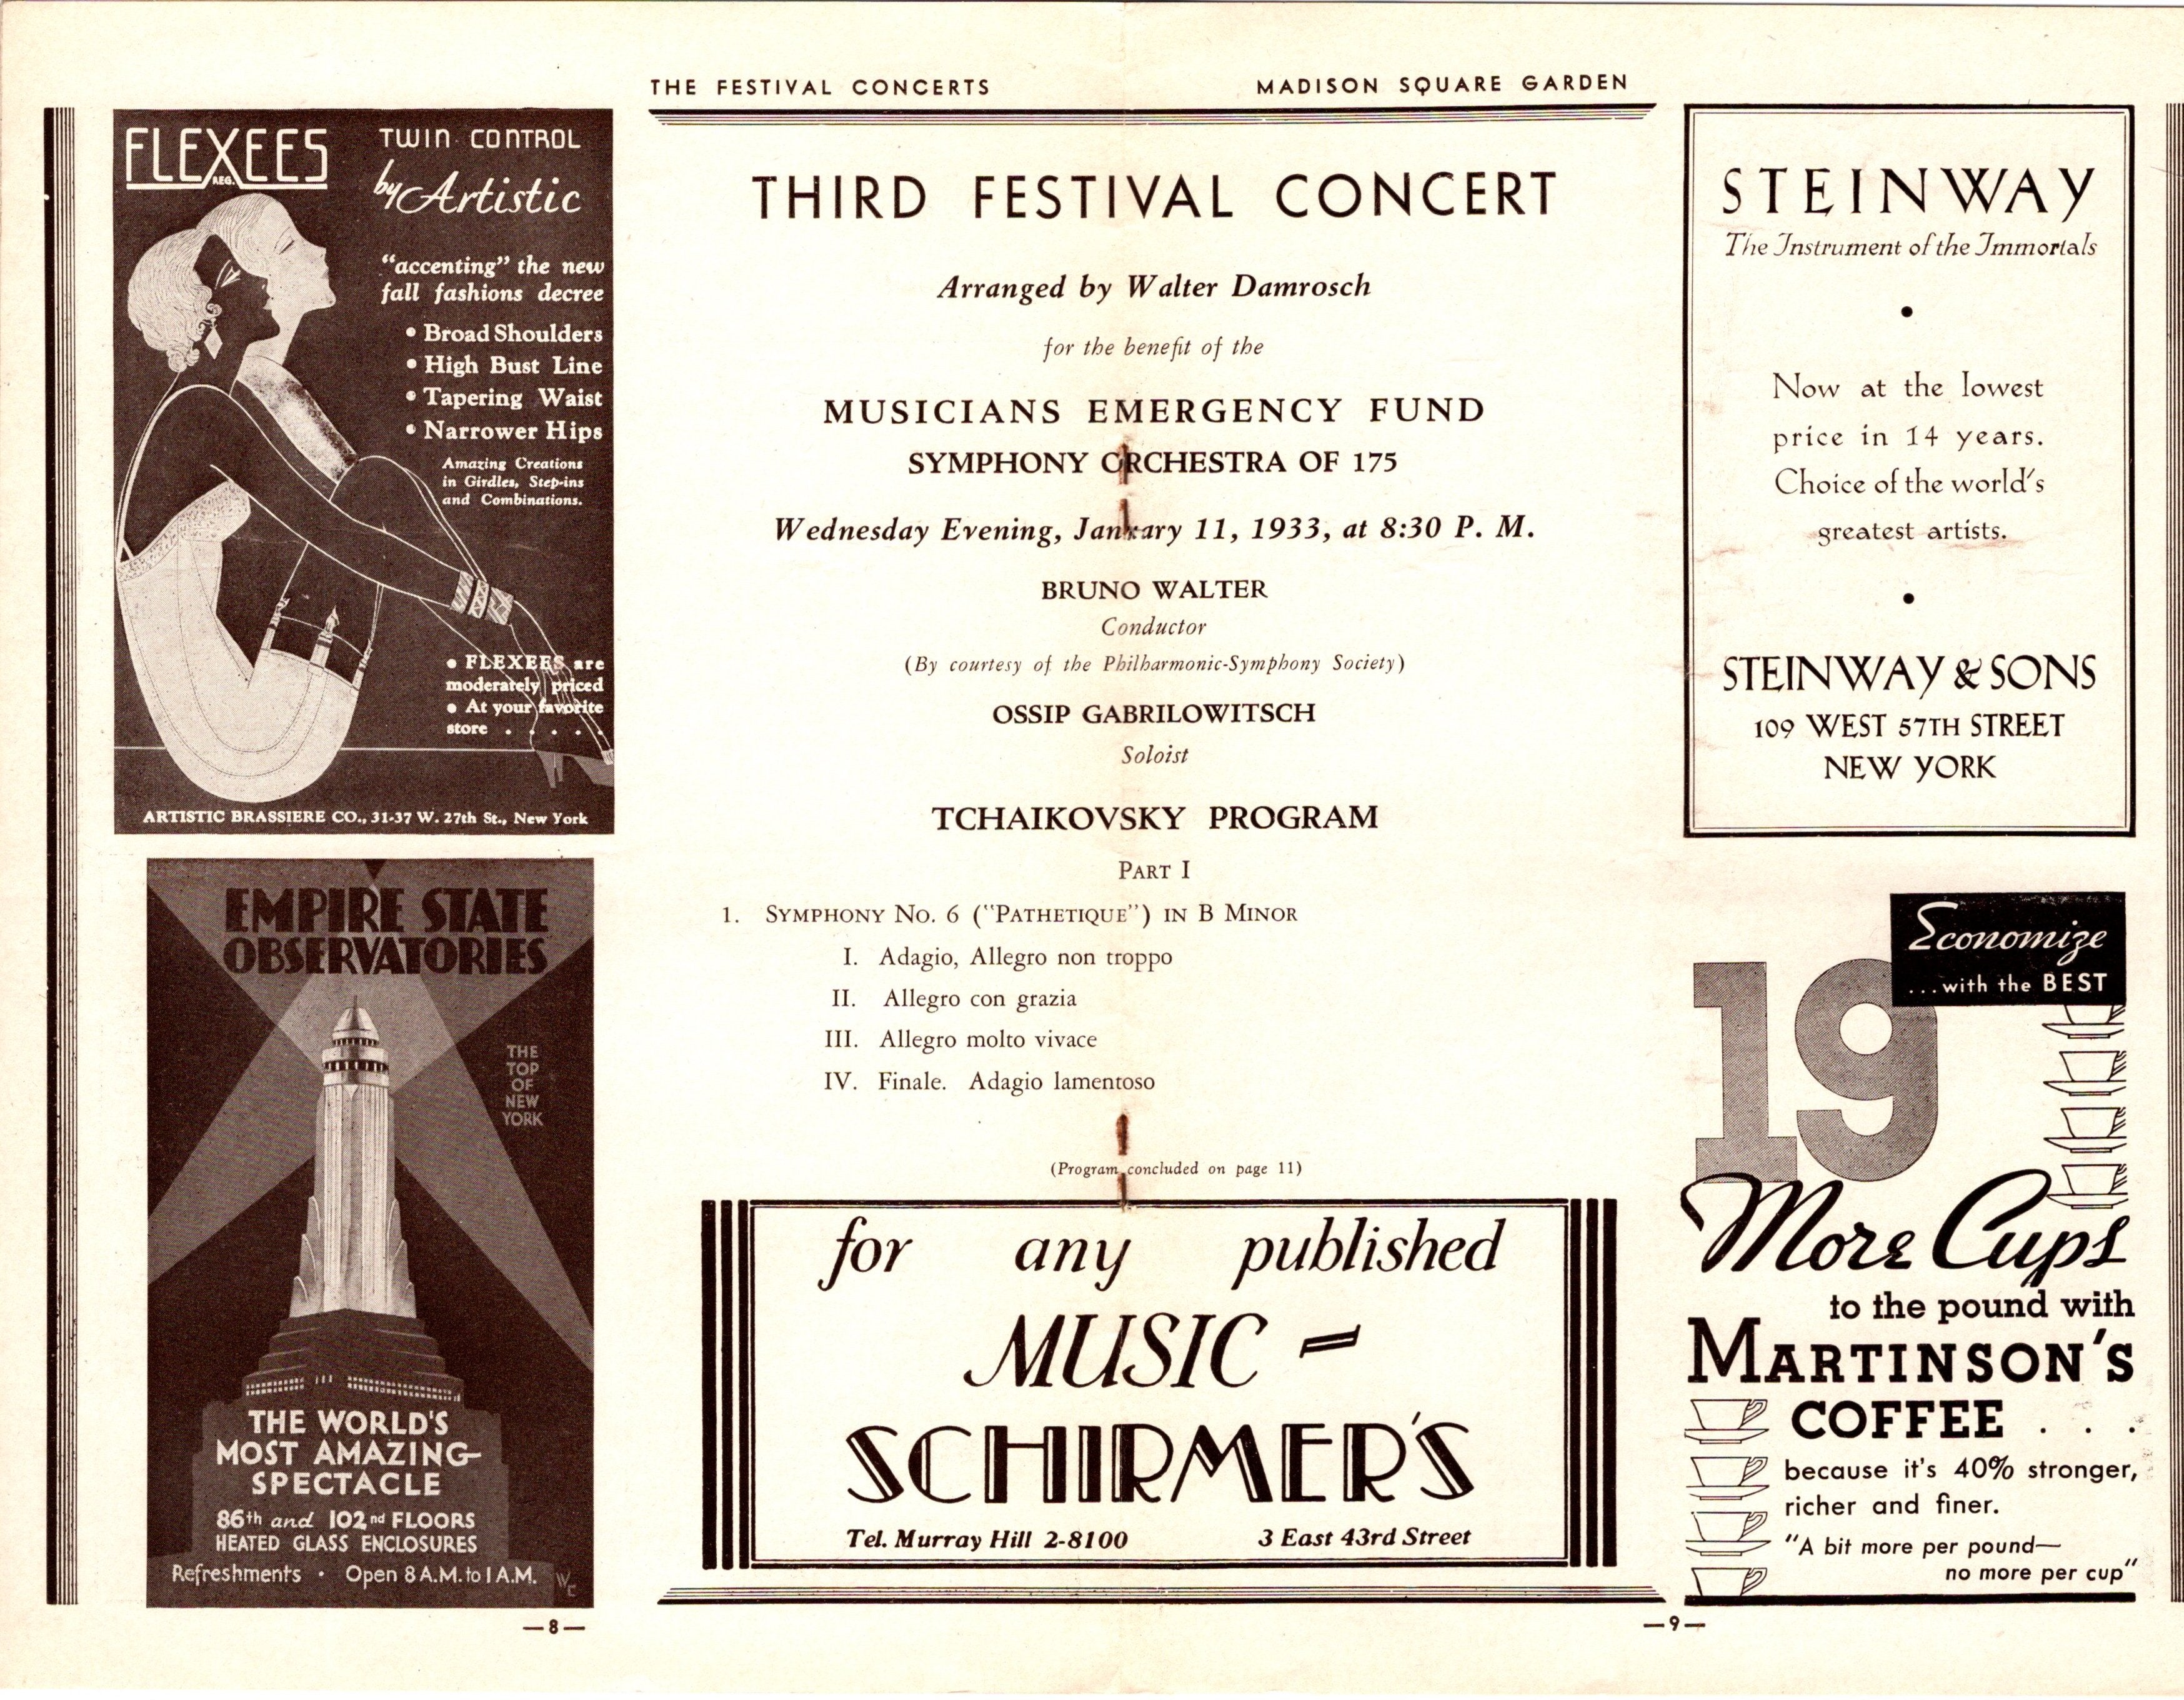 THE FESTIVAL CONCERTS
MADISON SQUARE GARDEN
FLEXEES
REG.
TWIN CONTROL
by Artistic
"accenting" the new
fall fashions decree
• Broad Shoulders
• High Bust Line
• Tapering Waist
• Narrower Hips
Amazing Creations
in Girdles, Step-ins
and Combinations.
• FLEXEES are
moderately priced
• At your favorite
store . . . . .
ARTISTIC BRASSIERE CO., 31-37 W. 27th St., New York
EMPIRE STATE
OBSERVATORIES
THE
TOP
OF
NEW
YORK
THE WORLD'S
MOST AMAZING
SPECTACLE
86th and 102nd FLOORS
HEATED GLASS ENCLOSURES
Refreshments • Open 8 A.M. to 1 A.M.
WC
—8—
THIRD FESTIVAL CONCERT
Arranged by Walter Damrosch
for the benefit of the
MUSICIANS EMERGENCY FUND
SYMPHONY ORCHESTRA OF 175
Wednesday Evening, January 11, 1933, at 8:30 P. M.
BRUNO WALTER
Conductor
(By courtesy of the Philharmonic-Symphony Society)
OSSIP GABRILOWITSCH
Soloist
TCHAIKOVSKY PROGRAM
PART I
1. SYMPHONY NO. 6 ("PATHETIQUE") IN B MINOR
I. Adagio, Allegro non troppo
II. Allegro con grazia
III. Allegro molto vivace
IV. Finale. Adagio lamentoso
(Program concluded on page 11)
for any published
MUSIC –
SCHIRMER'S
Tel. Murray Hill 2-8100
3 East 43rd Street
STEINWAY
The Instrument of the Immortals
•
Now at the lowest
price in 14 years.
Choice of the world's
greatest artists.
•
STEINWAY & SONS
109 WEST 57TH STREET
NEW YORK
Economize
...with the BEST
19
More Cups
to the pound with
MARTINSON'S
COFFEE . . .
because it's 40% stronger,
richer and finer.
"A bit more per pound—
no more per cup"
—9—